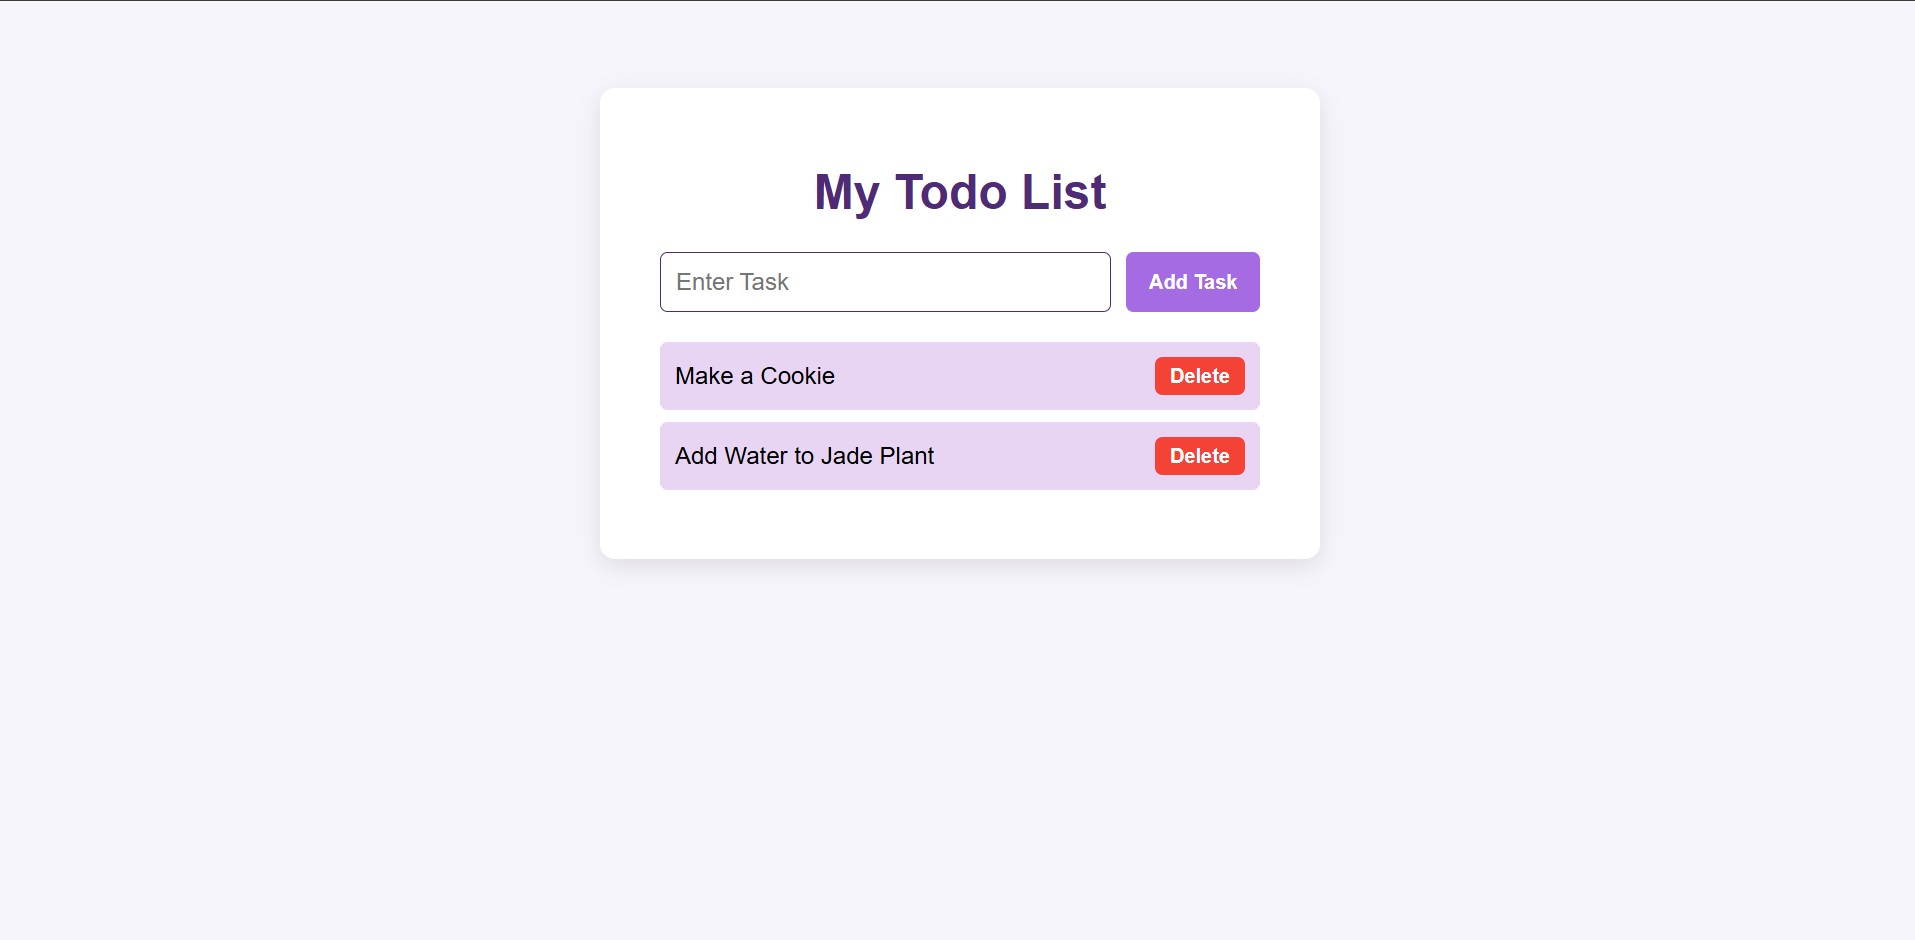 My Todo List
Enter Task
Add Task
Make a Cookie
Delete
Add Water to Jade Plant
Delete